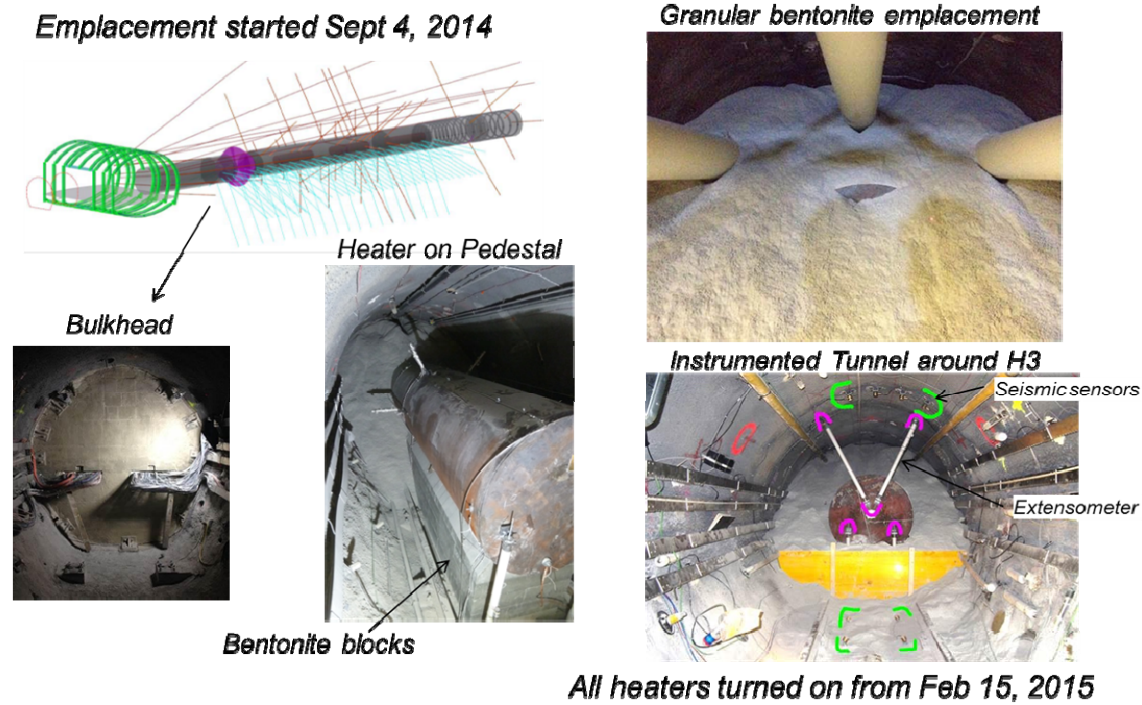 Emplacement started Sept 4, 2014
Granular bentonite emplacement
Heater on Pedestal
Bulkhead
Bentonite blocks
Instrumented Tunnel around H3
Seismic sensors
Extensometer
All heaters turned on from Feb 15, 2015